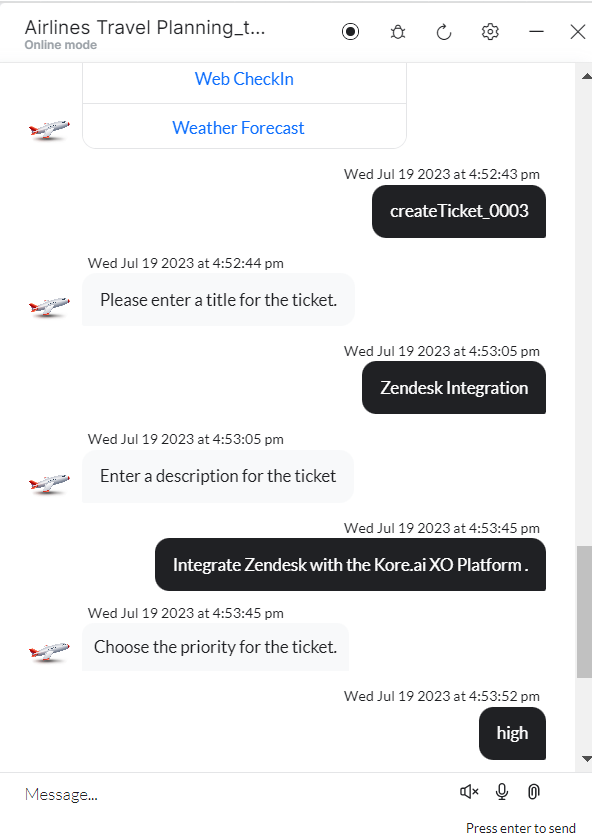 Airlines Travel Planning_t...
Online mode
Web CheckIn
Weather Forecast
Wed Jul 19 2023 at 4:52:43 pm
createTicket_0003
Wed Jul 19 2023 at 4:52:44 pm
Please enter a title for the ticket.
Wed Jul 19 2023 at 4:53:05 pm
Zendesk Integration
Wed Jul 19 2023 at 4:53:05 pm
Enter a description for the ticket
Wed Jul 19 2023 at 4:53:45 pm
Integrate Zendesk with the Kore.ai XO Platform .
Wed Jul 19 2023 at 4:53:45 pm
Choose the priority for the ticket.
Wed Jul 19 2023 at 4:53:52 pm
high
Message...
Press enter to send